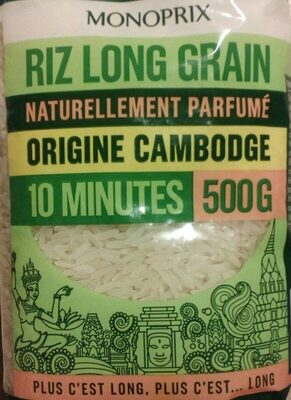 MONOPRIX
RIZ LONG GRAIN
NATURELLEMENT PARFUMÉ
ORIGINE CAMBODGE
10 MINUTES 500G
PLUS C'EST LONG, PLUS C'EST... LONG